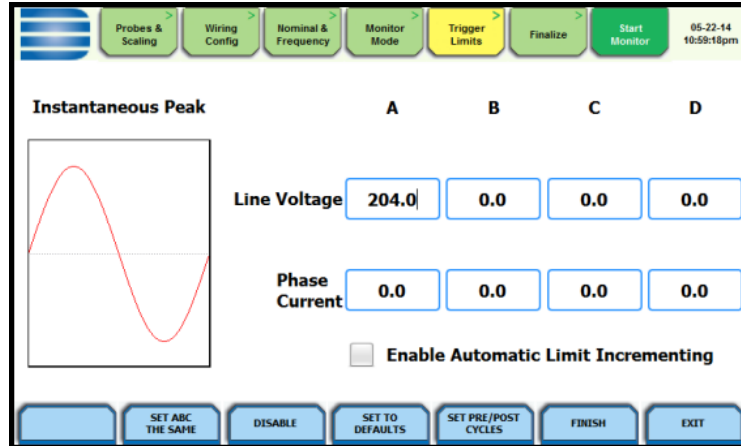 Probes & Scaling
Wiring Config
Nominal & Frequency
Monitor Mode
Trigger Limits
Finalize
Start Monitor
05-22-14
10:59:18pm
Instantaneous Peak
A B C D
Line Voltage 204.0 0.0 0.0 0.0
Phase Current 0.0 0.0 0.0 0.0
Enable Automatic Limit Incrementing
SET ABC THE SAME
DISABLE
SET TO DEFAULTS
SET PRE/POST CYCLES
FINISH
EXIT